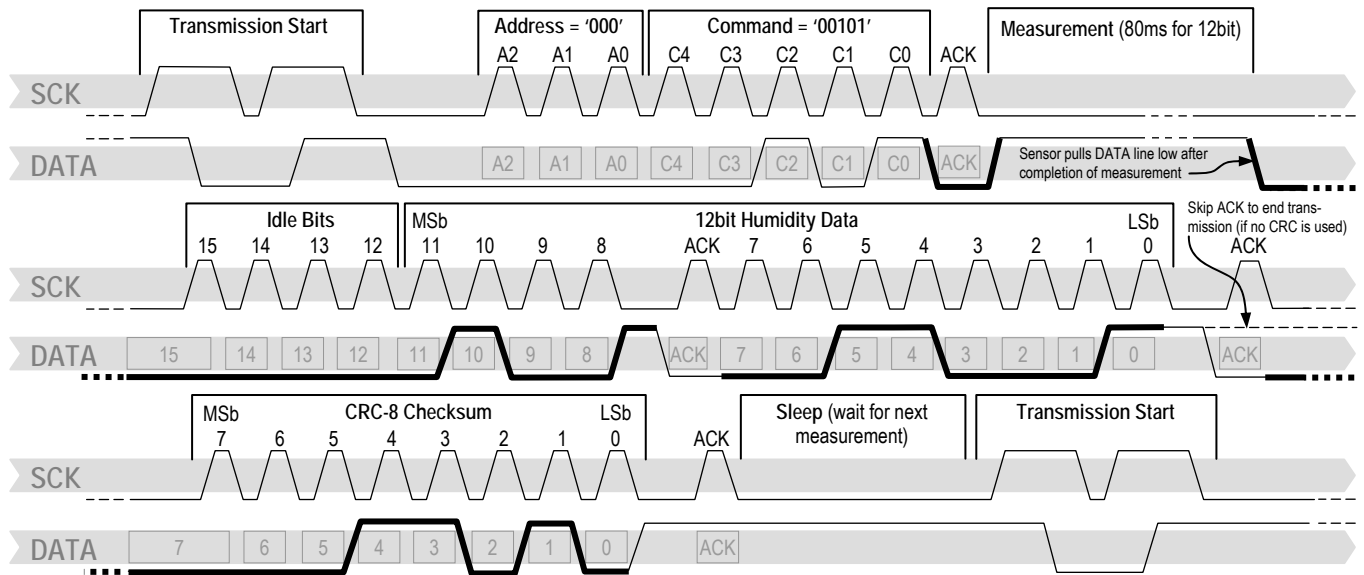 Transmission Start Address = ‘000’ Command = ‘00101’ Measurement (80ms for 12bit)
A2 A1 A0 C4 C3 C2 C1 C0 ACK
SCK
DATA A2 A1 A0 C4 C3 C2 C1 C0 ACK
Sensor pulls DATA line low after
completion of measurement
Idle Bits MSb 12bit Humidity Data LSb
Skip ACK to end trans-
mission (if no CRC is used)
15 14 13 12 11 10 9 8 ACK 7 6 5 4 3 2 1 0 ACK
SCK
DATA 15 14 13 12 11 10 9 8 ACK 7 6 5 4 3 2 1 0 ACK
MSb CRC-8 Checksum LSb
Sleep (wait for next
measurement)
Transmission Start
7 6 5 4 3 2 1 0 ACK
SCK
DATA 7 6 5 4 3 2 1 0 ACK